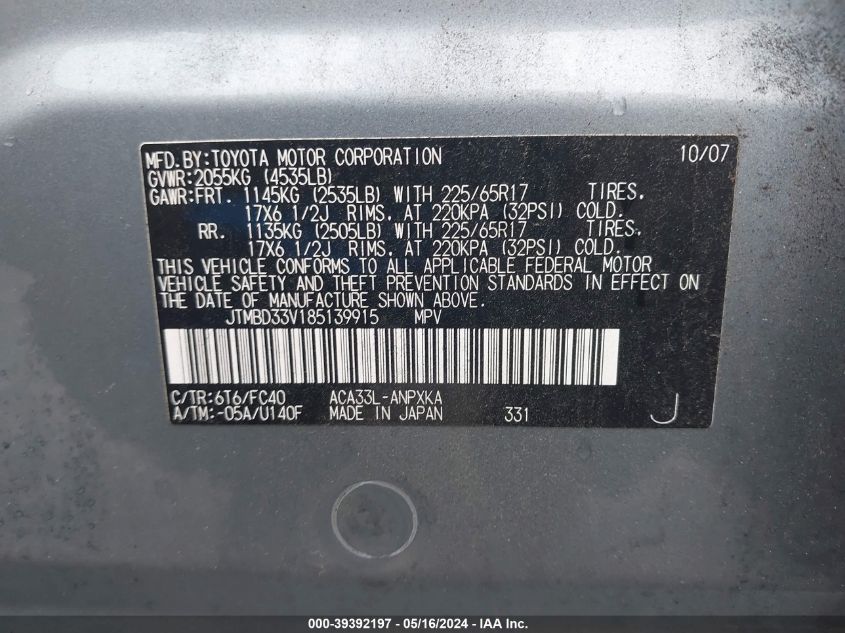 MFD.BY:TOYOTA MOTOR CORPORATION 10/07
GVWR:2055KG (4535LB)
GAWR:FRT. 1145KG (2535LB) WITH 225/65R17 TIRES.
17X6 1/2J RIMS. AT 220KPA (32PSI) COLD.
RR. 1135KG (2505LB) WITH 225/65R17 TIRES.
17X6 1/2J RIMS. AT 220KPA (32PSI) COLD.
THIS VEHICLE CONFORMS TO ALL APPLICABLE FEDERAL MOTOR
VEHICLE SAFETY AND THEFT PREVENTION STANDARDS IN EFFECT ON
THE DATE OF MANUFACTURE SHOWN ABOVE.
JTMBD33V185139915 MPV
C/TR:6T6/FC40 ACA33L-ANPXKA
A/TM:-05A/U140F MADE IN JAPAN 331 J
000-39392197 - 05/16/2024 - IAA Inc.